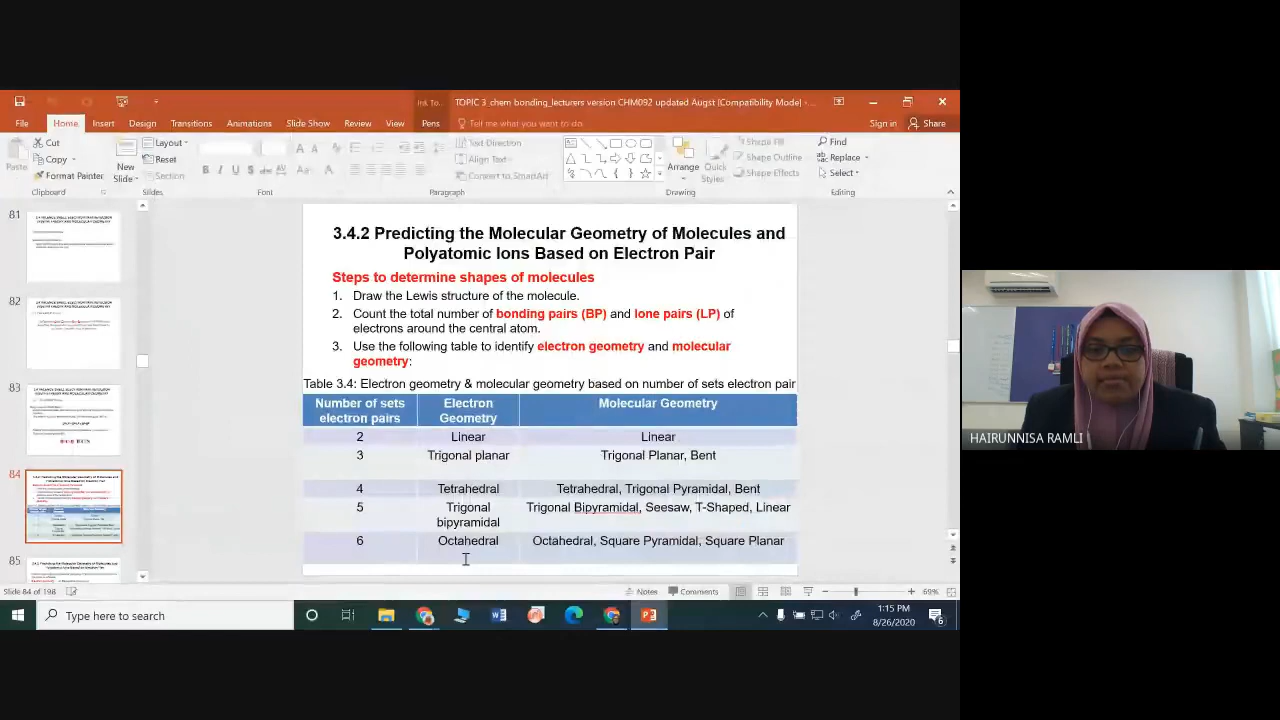 TOPIC 3_chem bonding_lecturers version CHM092 updated Augst [Compatibility Mode] - ...
Ink To...
File Home Insert Design Transitions Animations Slide Show Review View Pens Tell me what you want to do... Sign in Share
Paste
Cut
Copy
Format Painter
Clipboard
New Slide
Layout
Reset
Section
Slides
Font
Text Direction
Align Text
Convert to SmartArt
Paragraph
Arrange
Quick Styles
Shape Fill
Shape Outline
Shape Effects
Drawing
Find
Replace
Select
Editing
81
82
83
84
85
3.4.2 Predicting the Molecular Geometry of Molecules and
Polyatomic Ions Based on Electron Pair
Steps to determine shapes of molecules
1. Draw the Lewis structure of the molecule.
2. Count the total number of bonding pairs (BP) and lone pairs (LP) of
electrons around the central atom.
3. Use the following table to identify electron geometry and molecular
geometry:
Table 3.4: Electron geometry & molecular geometry based on number of sets electron pair
Number of sets electron pairs Electron Geometry Molecular Geometry
2 Linear Linear
3 Trigonal planar Trigonal Planar, Bent
4 Tetrahedral Tatrahedral, Trigonal Pyramidal, Bent
5 Trigonal bipyramidal Trigonal Bipyramidal, Seesaw, T-Shaped, Linear
6 Octahedral Octahedral, Square Pyramidal, Square Planar
HAIRUNNISA RAMLI
Slide 84 of 198
Notes Comments 69%
Type here to search
1:15 PM
8/26/2020
6